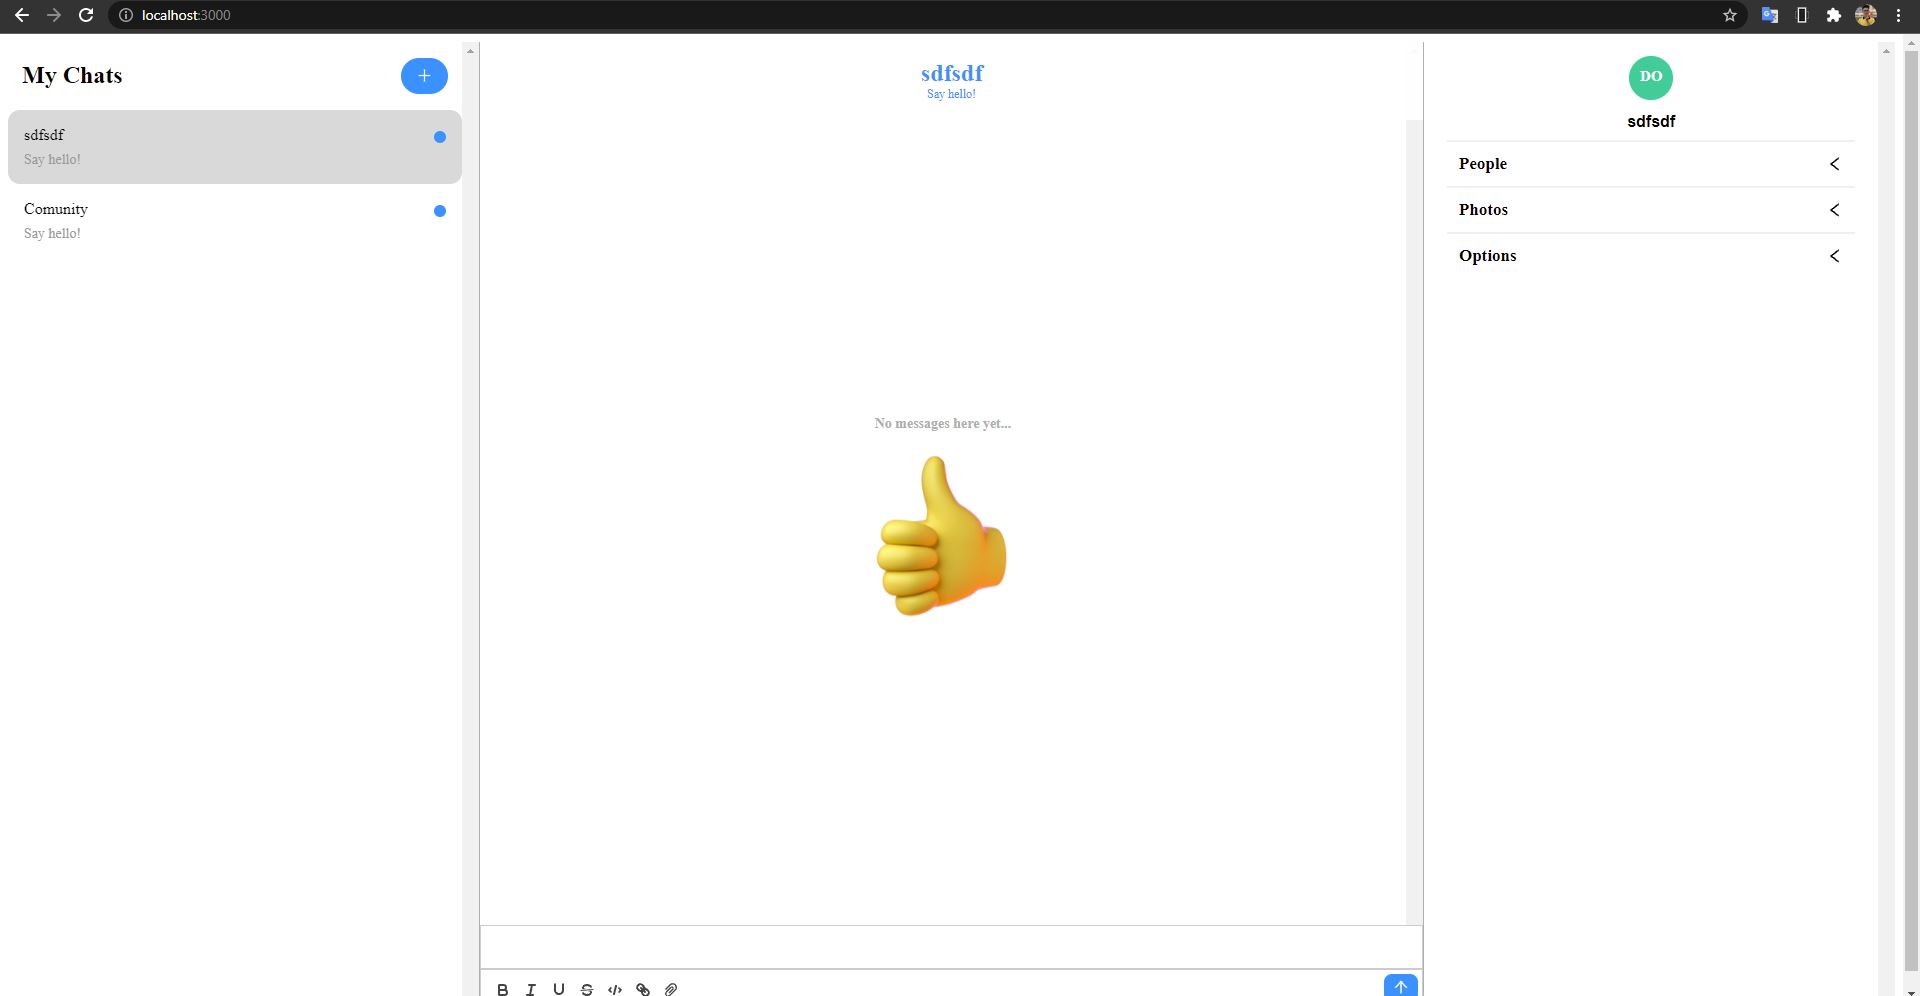 localhost:3000
My Chats
+
sdfsdf
Say hello!
Comunity
Say hello!
sdfsdf
Say hello!
No messages here yet...
B I U S </>
DO
sdfsdf
People
Photos
Options